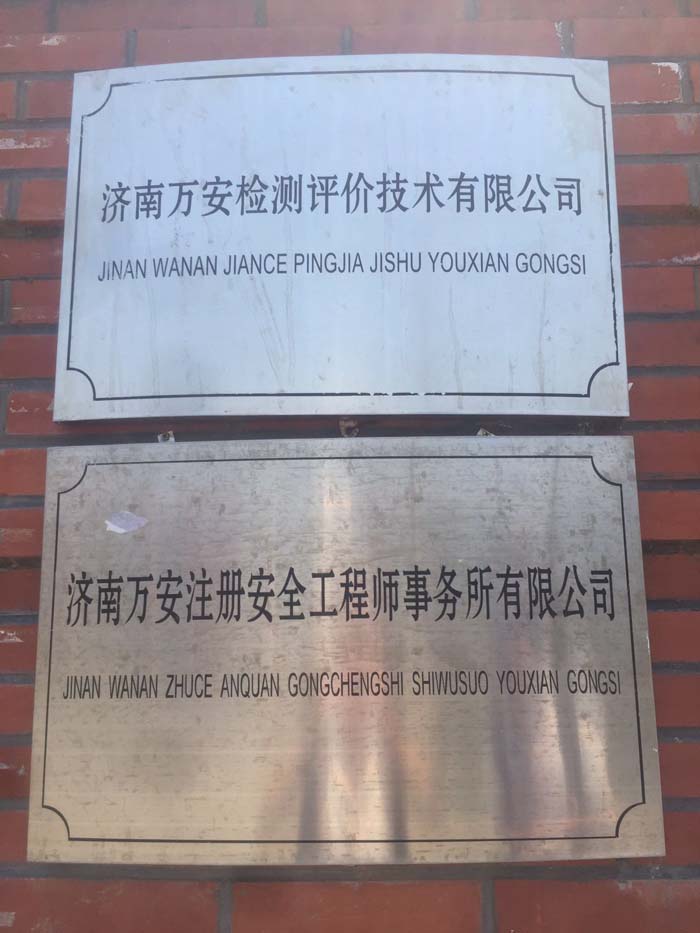 济南万安检测评价技术有限公司
JINAN WANAN JIANCE PINGJIA JISHU YOUXIAN GONGSI
济南万安注册安全工程师事务所有限公司
JINAN WANAN ZHUCE ANQUAN GONGCHENGSHI SHIWUSUO YOUXIAN GONGSI